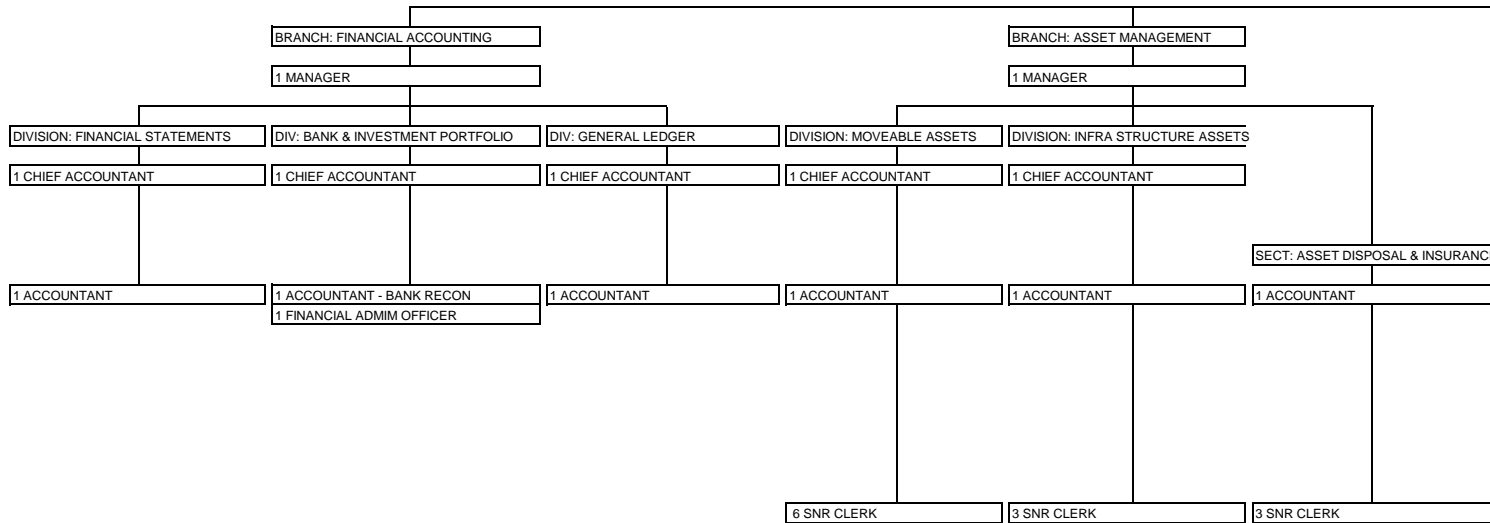 BRANCH: FINANCIAL ACCOUNTING
BRANCH: ASSET MANAGEMENT
1 MANAGER
1 MANAGER
DIVISION: FINANCIAL STATEMENTS
DIV: BANK & INVESTMENT PORTFOLIO
DIV: GENERAL LEDGER
DIVISION: MOVEABLE ASSETS
DIVISION: INFRA STRUCTURE ASSETS
1 CHIEF ACCOUNTANT
1 CHIEF ACCOUNTANT
1 CHIEF ACCOUNTANT
1 CHIEF ACCOUNTANT
1 CHIEF ACCOUNTANT
SECT: ASSET DISPOSAL & INSURANC
1 ACCOUNTANT
1 ACCOUNTANT - BANK RECON
1 ACCOUNTANT
1 ACCOUNTANT
1 ACCOUNTANT
1 ACCOUNTANT
1 FINANCIAL ADMIM OFFICER
6 SNR CLERK
3 SNR CLERK
3 SNR CLERK